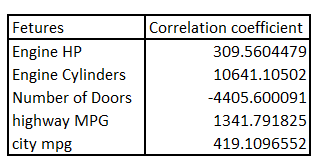 Fetures Correlation coefficient
Engine HP 309.5604479
Engine Cylinders 10641.10502
Number of Doors -4405.600091
highway MPG 1341.791825
city mpg 419.1096552